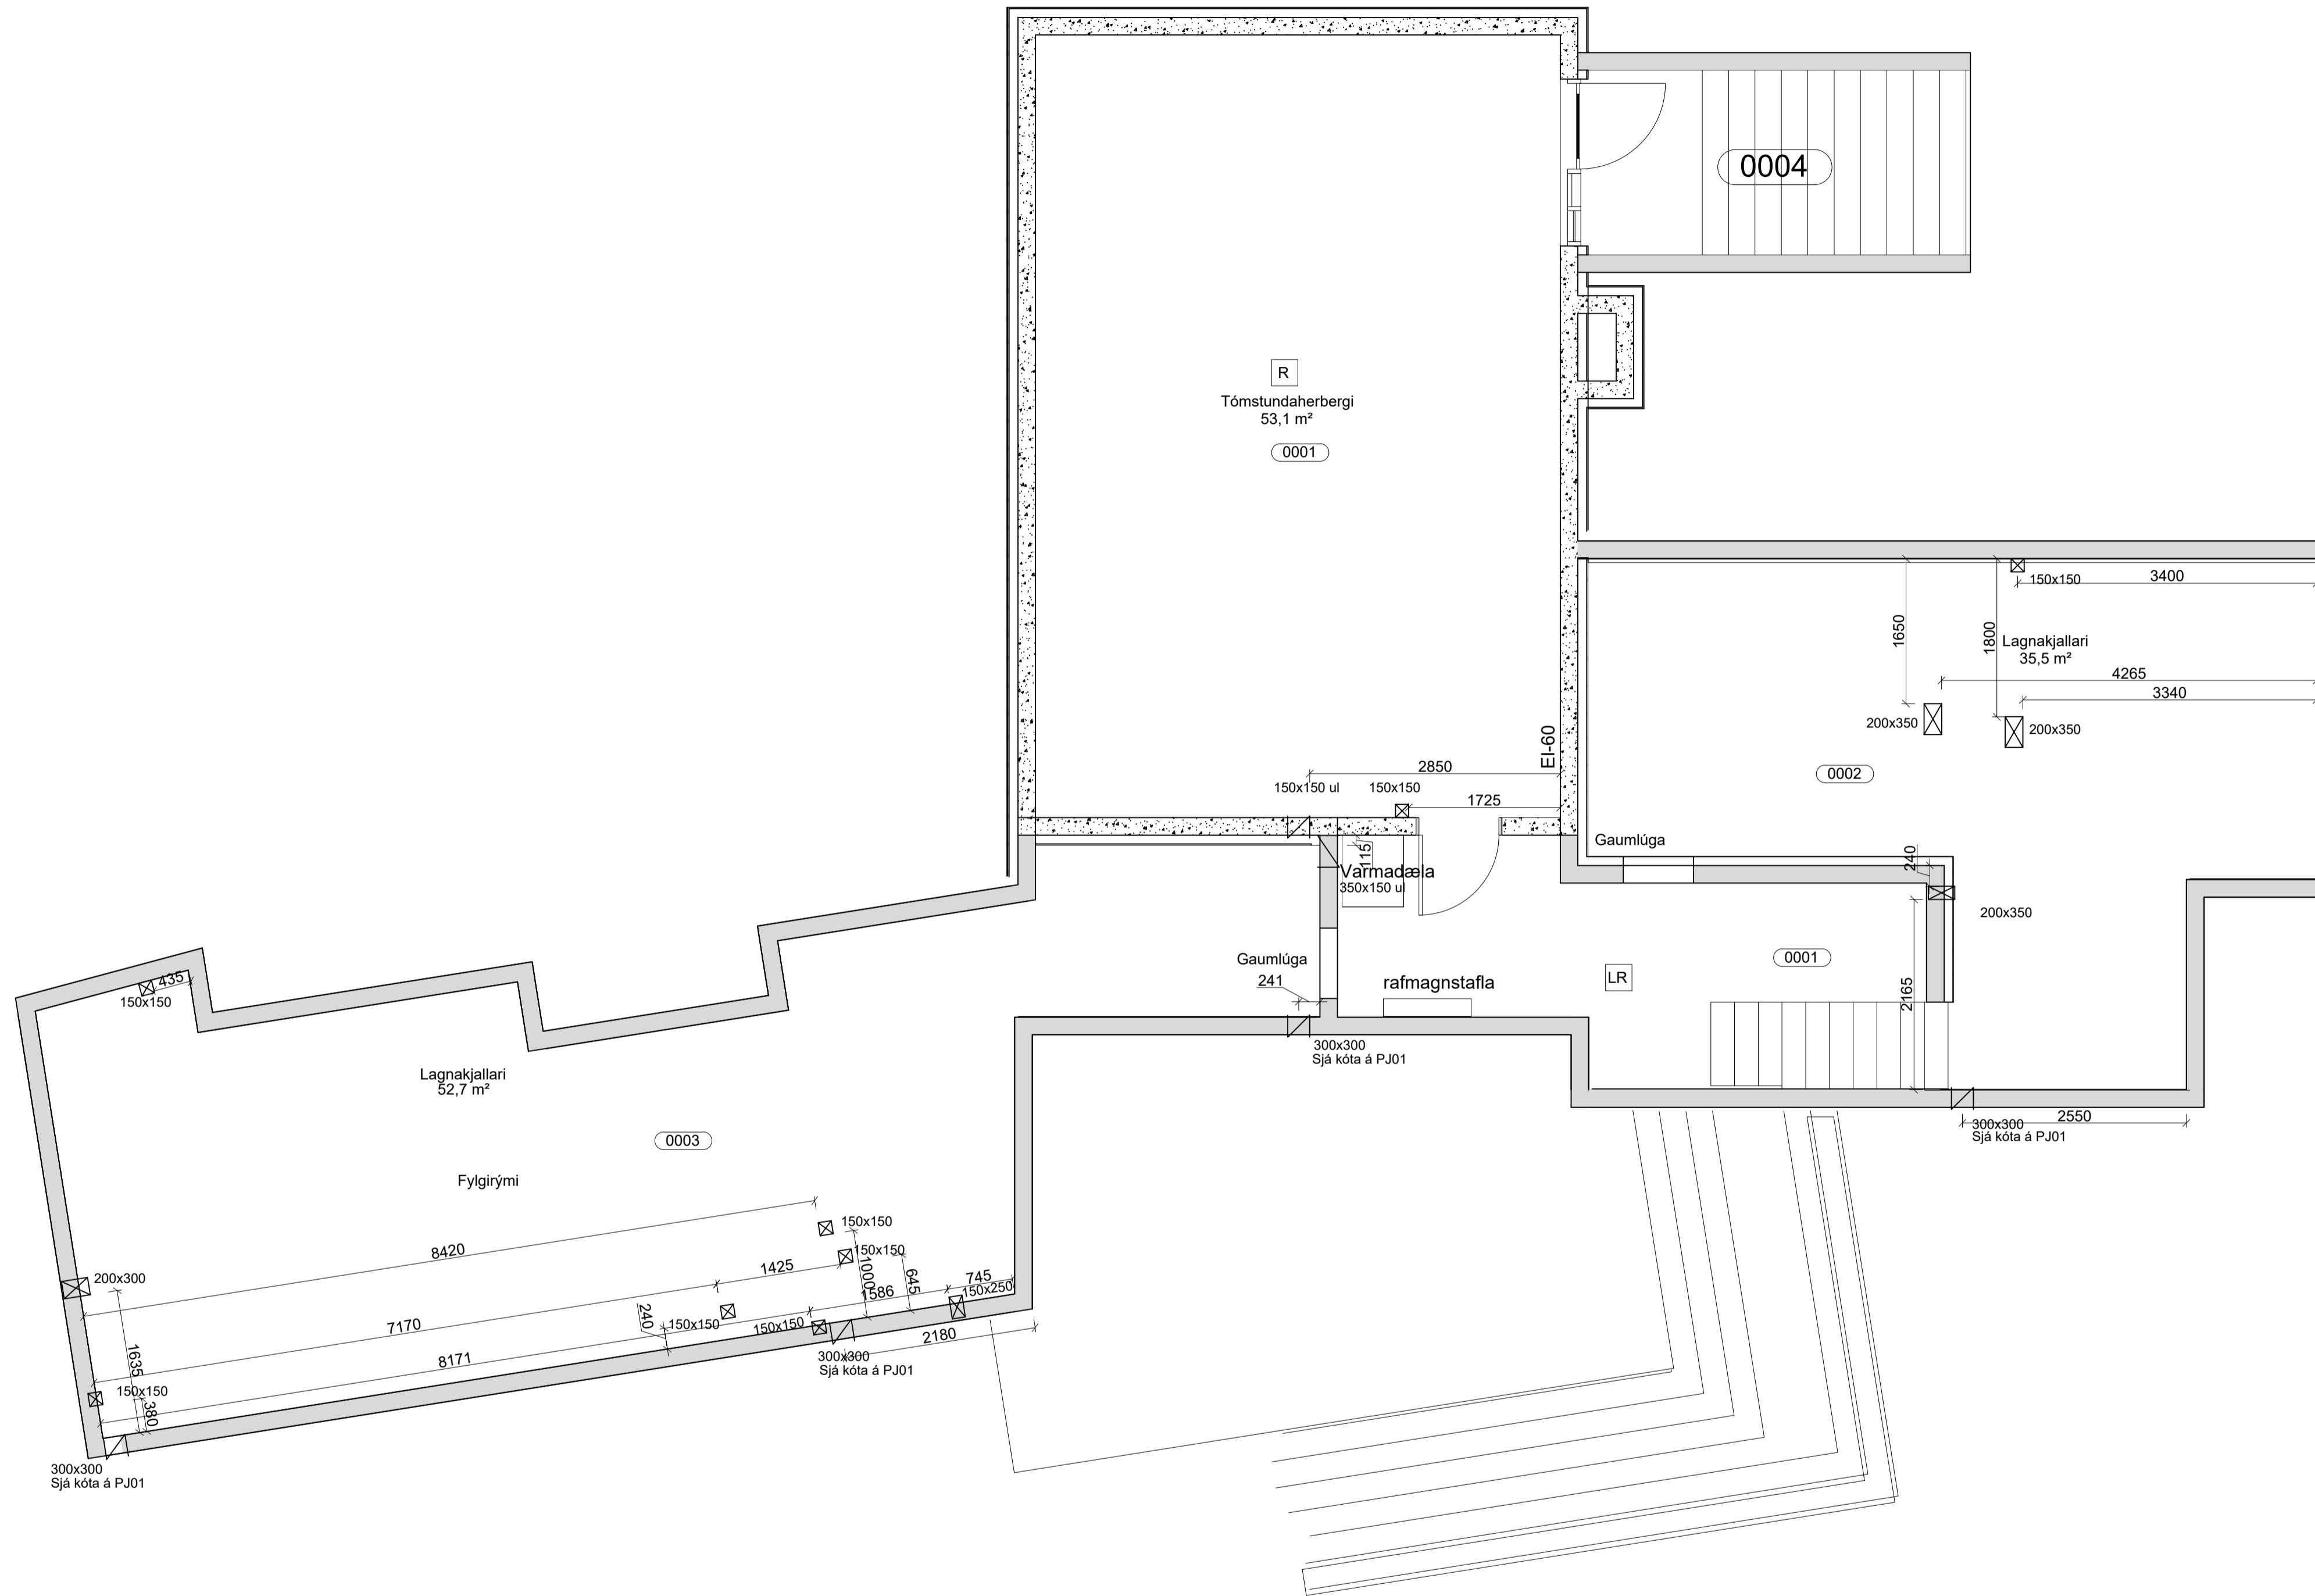 0004
R
Tómstundaherbergi
53,1 m²
0001
150x150
3400
1650
1800
Lagnakjallari
35,5 m²
4265
3340
200x350
200x350
EI-60
2850
0002
150x150 ul
150x150
1725
Gaumlúga
115
240
Varmadæla
350x150 ul
200x350
Gaumlúga
0001
435
241
rafmagnstafla
LR
2165
150x150
300x300
Sjá kóta á PJ01
Lagnakjallari
52,7 m²
2550
300x300
Sjá kóta á PJ01
0003
Fylgirými
150x150
8420
150x150
1000
1425
645
745
200x300
150x250
1586
240
7170
150x150
150x150
2180
1635
8171
300x300
Sjá kóta á PJ01
150x150
380
300x300
Sjá kóta á PJ01